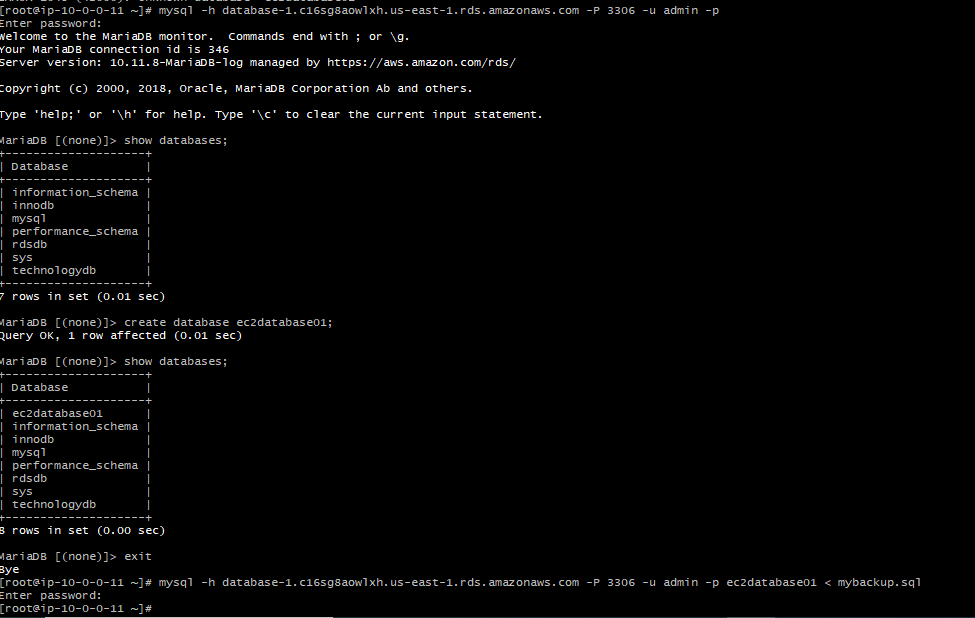 [root@ip-10-0-0-11 ~]# mysql -h database-1.c16sg8aowlxh.us-east-1.rds.amazonaws.com -P 3306 -u admin -p
Enter password:
Welcome to the MariaDB monitor.  Commands end with ; or \g.
Your MariaDB connection id is 346
Server version: 10.11.8-MariaDB-log managed by https://aws.amazon.com/rds/

Copyright (c) 2000, 2018, Oracle, MariaDB Corporation Ab and others.

Type 'help;' or '\h' for help. Type '\c' to clear the current input statement.

MariaDB [(none)]> show databases;
+--------------------+
| Database           |
+--------------------+
| information_schema |
| innodb             |
| mysql              |
| performance_schema |
| rdsdb              |
| sys                |
| technologydb       |
+--------------------+
7 rows in set (0.01 sec)

MariaDB [(none)]> create database ec2database01;
Query OK, 1 row affected (0.01 sec)

MariaDB [(none)]> show databases;
+--------------------+
| Database           |
+--------------------+
| ec2database01      |
| information_schema |
| innodb             |
| mysql              |
| performance_schema |
| rdsdb              |
| sys                |
| technologydb       |
+--------------------+
8 rows in set (0.00 sec)

MariaDB [(none)]> exit
Bye
[root@ip-10-0-0-11 ~]# mysql -h database-1.c16sg8aowlxh.us-east-1.rds.amazonaws.com -P 3306 -u admin -p ec2database01 < mybackup.sql
Enter password:
[root@ip-10-0-0-11 ~]#